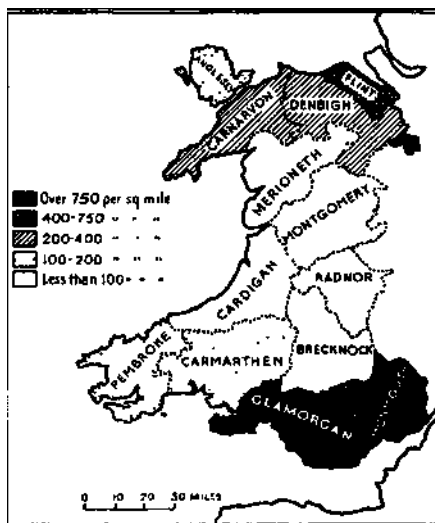 ANGLESEY
FLINT
DENBIGH
CARNARVON
MERIONETH
MONTGOMERY
Over 750 per sq mile
400-750 " " "
200-400 " " "
100-200 " " "
Less than 100 " " "
CARDIGAN
RADNOR
PEMBROKE
CARMARTHEN
BRECKNOCK
GLAMORGAN
0 10 20 30 MILES